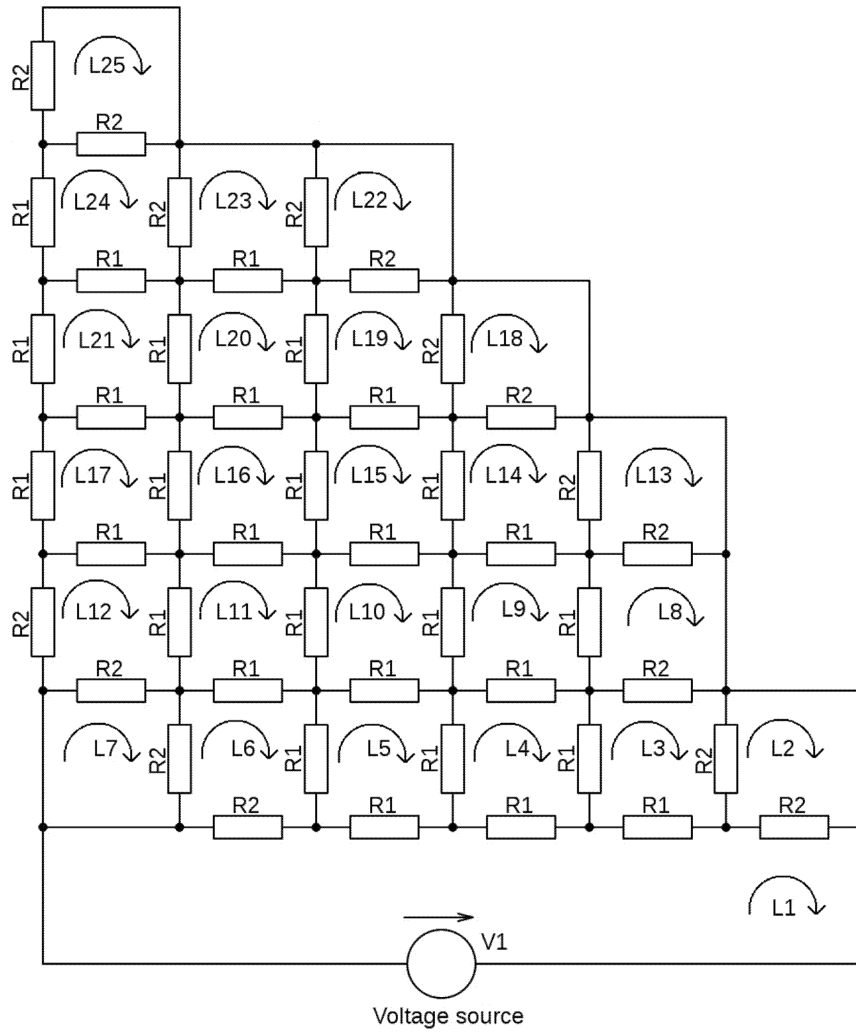 R2 L25
R2
R1 L24 R2 L23 R2 L22
R1 R1 R2
R1 L21 R1 L20 R1 L19 R2 L18
R1 R1 R1 R2
R1 L17 R1 L16 R1 L15 R1 L14 R2 L13
R1 R1 R1 R1 R2
R2 L12 R1 L11 R1 L10 R1 L9 R1 L8
R2 R1 R1 R1 R2
L7 R2 L6 R1 L5 R1 L4 R1 L3 R2 L2
R2 R1 R1 R1 R2
L1
V1
Voltage source